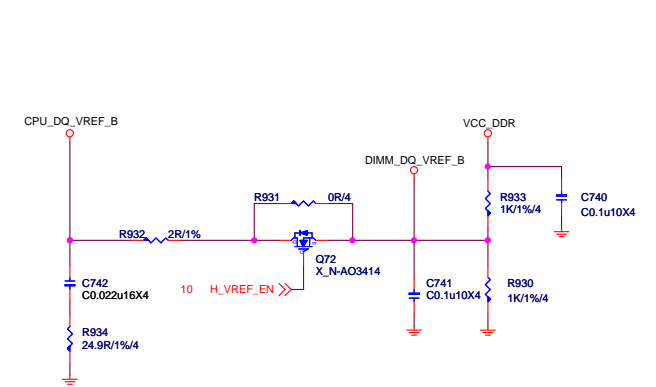 CPU_DQ_VREF_B
VCC_DDR
DIMM_DQ_VREF_B
R931
0R/4
R933
1K/1%/4
C740
C0.1u10X4
R932
2R/1%
Q72
X_N-AO3414
C742
C0.022u16X4
10 H_VREF_EN
C741
C0.1u10X4
R930
1K/1%/4
R934
24.9R/1%/4